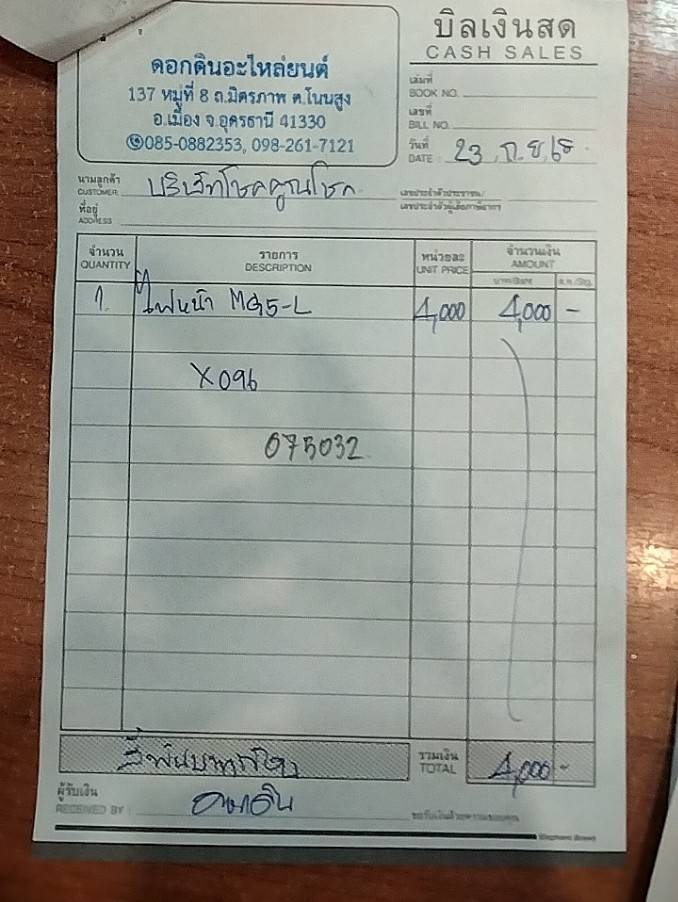 บิลเงินสด
CASH SALES
ดอกดินอะไหล่ยนต์
137 หมู่ที่ 8 ถ.มิตรภาพ ต.โนนสูง
อ.เมือง จ.อุดรธานี 41330
085-0882353, 098-261-7121
เล่มที่
BOOK NO.
เลขที่
BILL NO.
วันที่
DATE 23 ก.ย. 68
นามลูกค้า
CUSTOMER บริษัทโชคคูณโชค
ที่อยู่
ADDRESS
จำนวน รายการ หน่วยละ จำนวนเงิน
QUANTITY DESCRIPTION UNIT PRICE AMOUNT
1 ไฟหน้า MG5-L 4,000 4,000 -
X096
075032
สี่พันบาทถ้วน
รวมเงิน
TOTAL 4,000 -
ผู้รับเงิน
RECEIVED BY